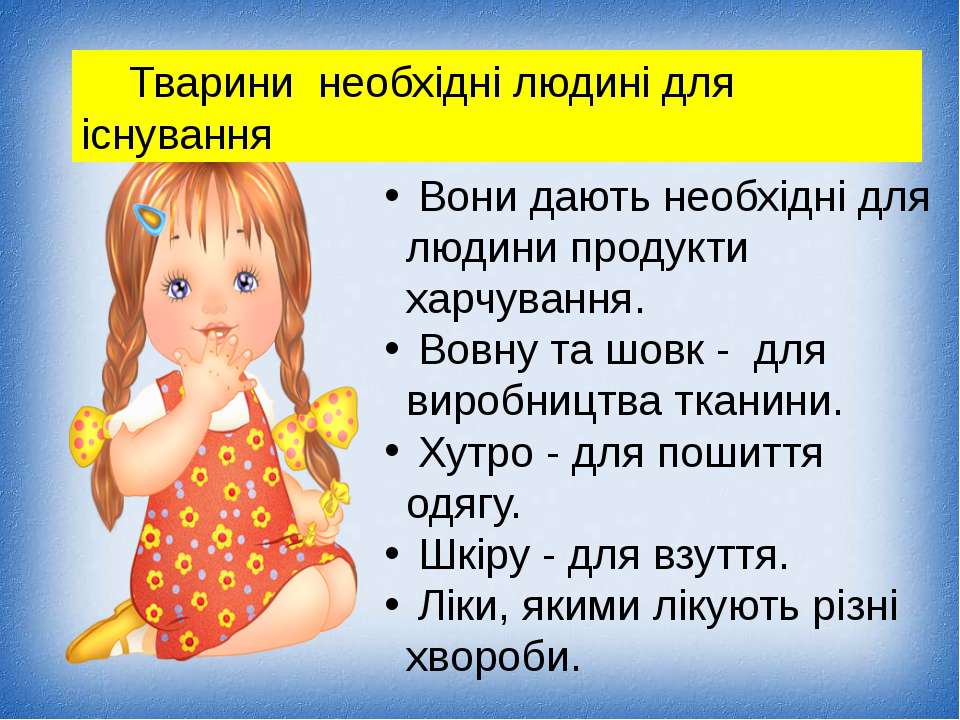 Тварини необхідні людині для
існування
• Вони дають необхідні для
людини продукти
харчування.
• Вовну та шовк - для
виробництва тканини.
• Хутро - для пошиття
одягу.
• Шкіру - для взуття.
• Ліки, якими лікують різні
хвороби.